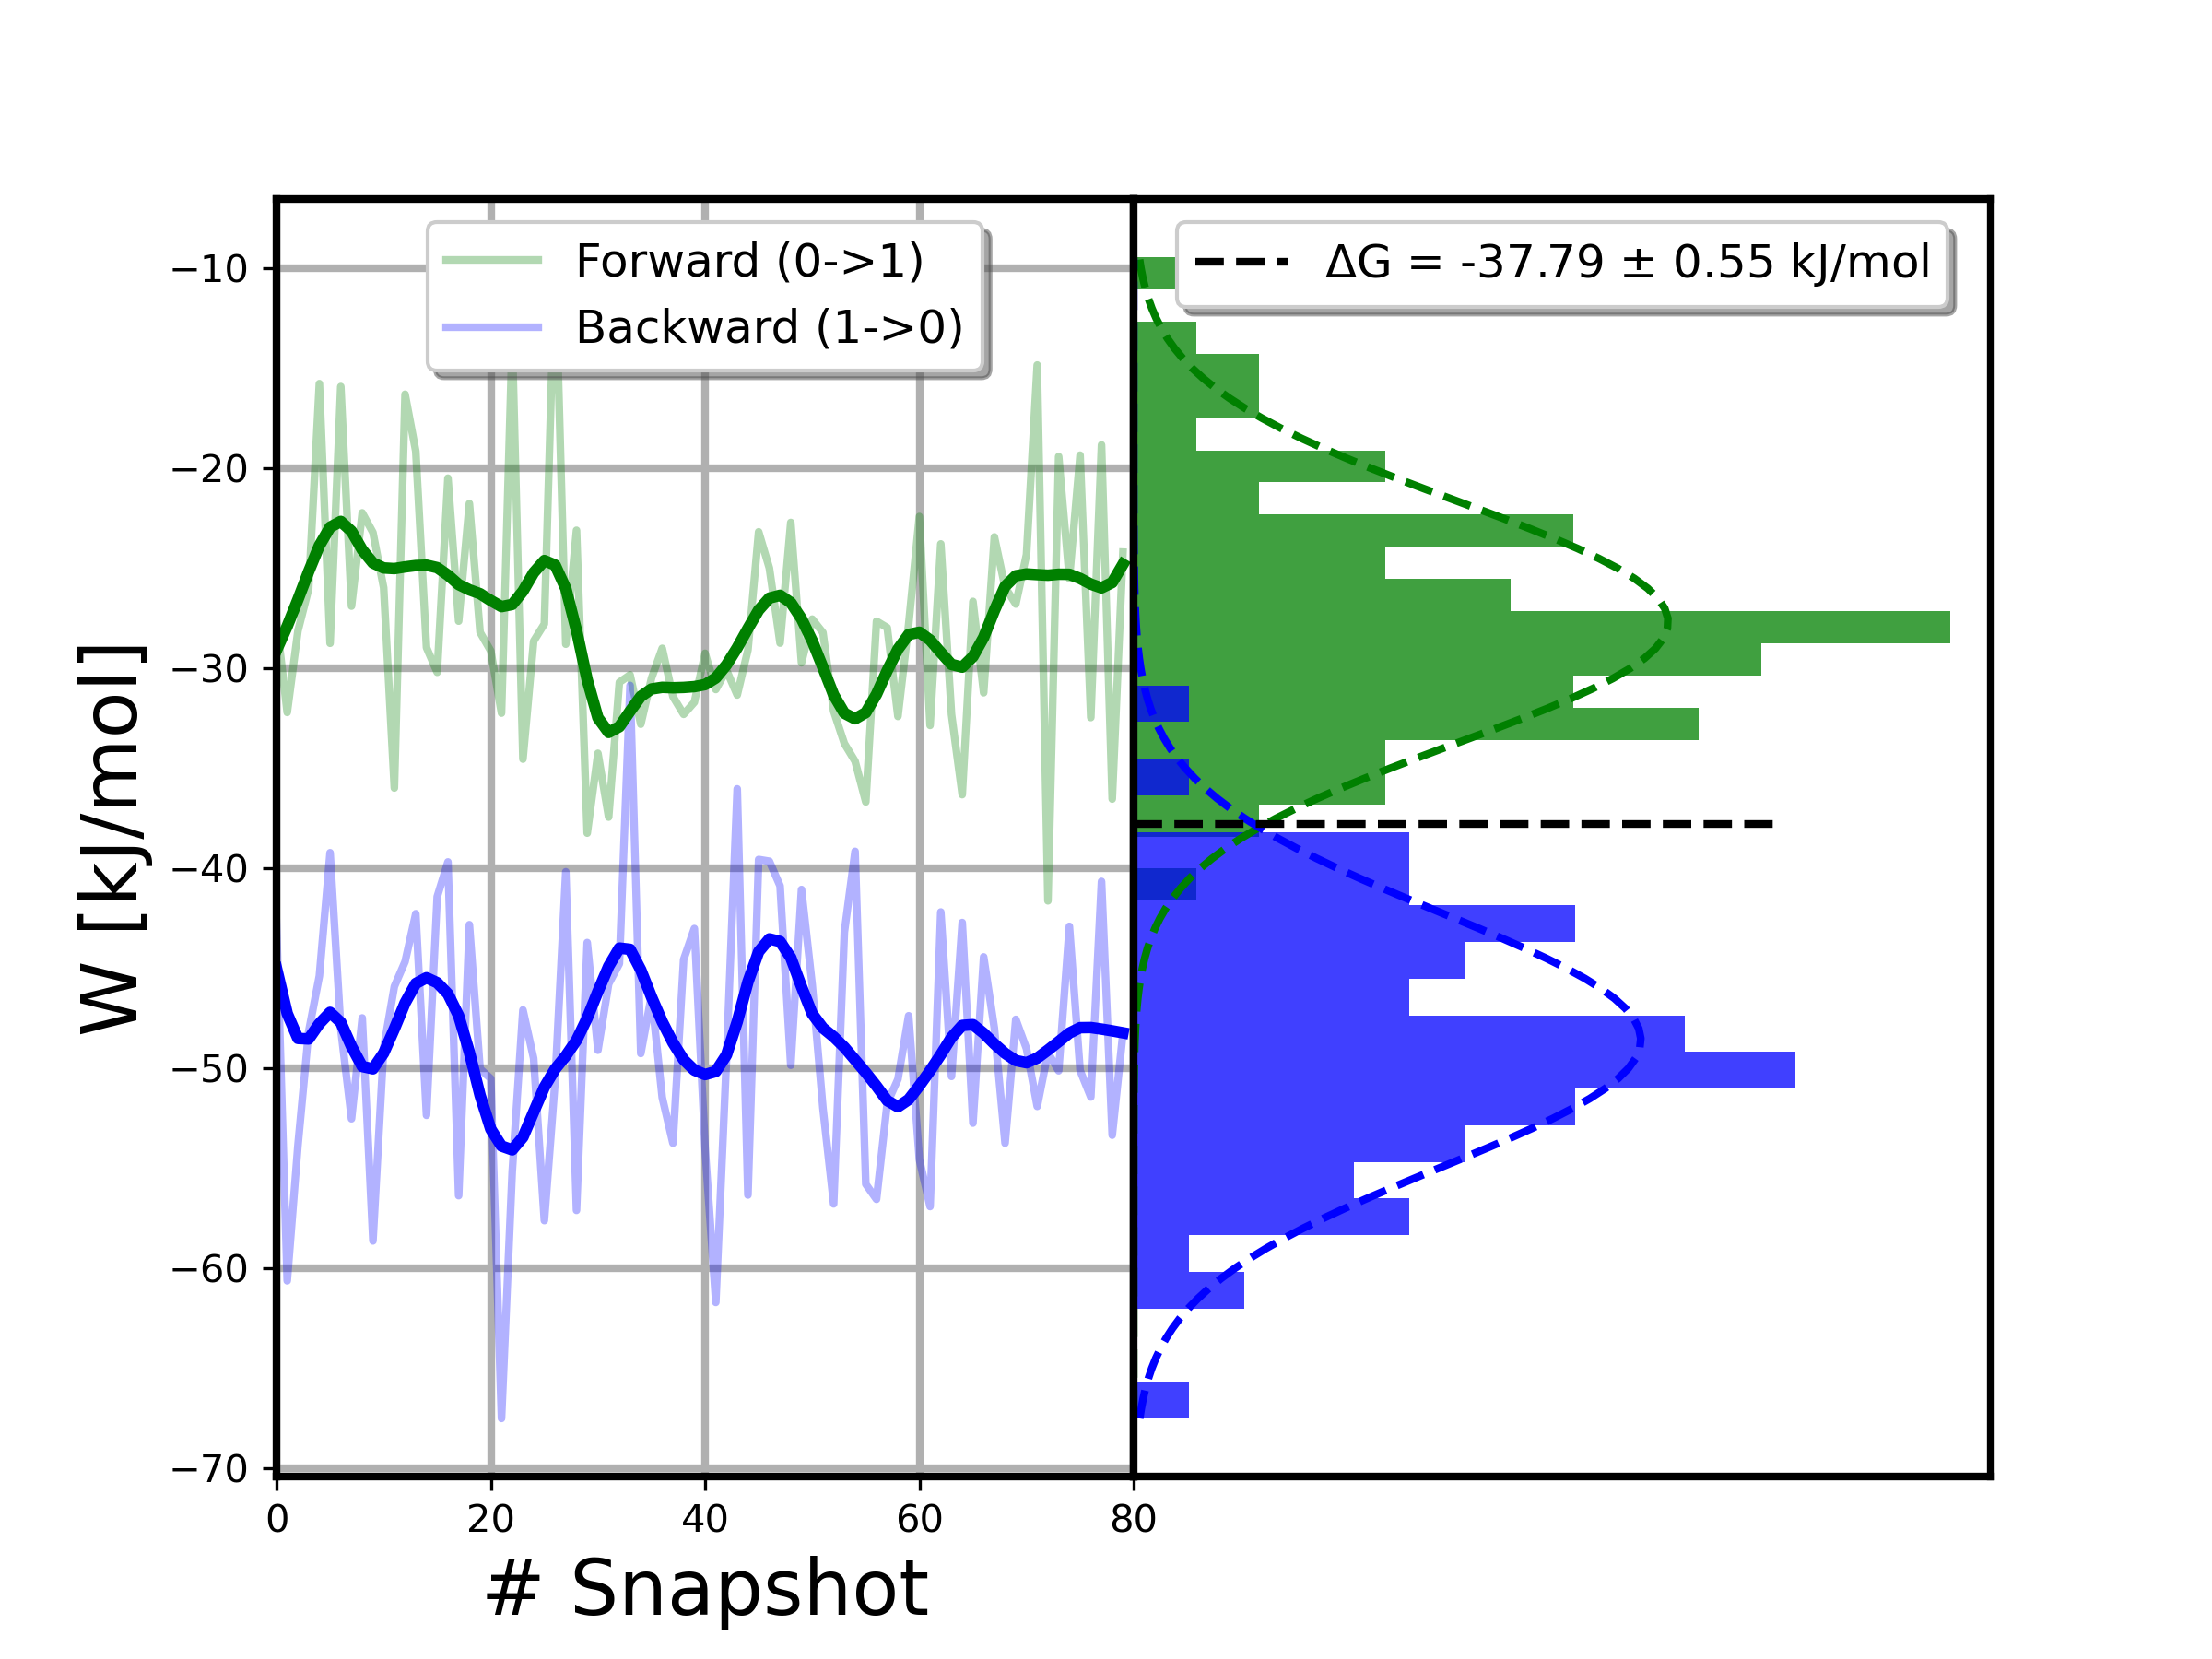 Forward (0->1)
Backward (1->0)
ΔG = -37.79 ± 0.55 kJ/mol
W [kJ/mol]
−10
−20
−30
−40
−50
−60
−70
0 20 40 60 80
# Snapshot